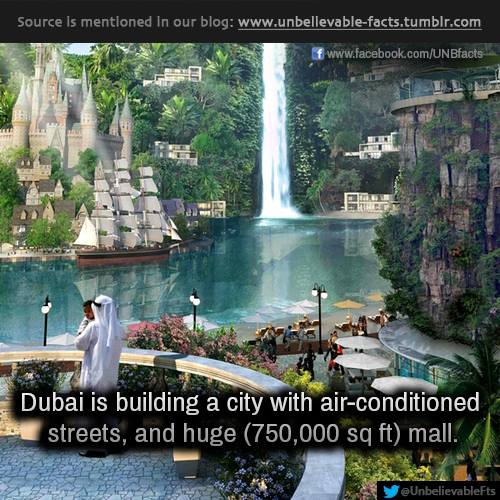 Source is mentioned in our blog: www.unbelievable-facts.tumblr.com
f www.facebook.com/UNBfacts
Dubai is building a city with air-conditioned
streets, and huge (750,000 sq ft) mall.
@UnbelievableFts